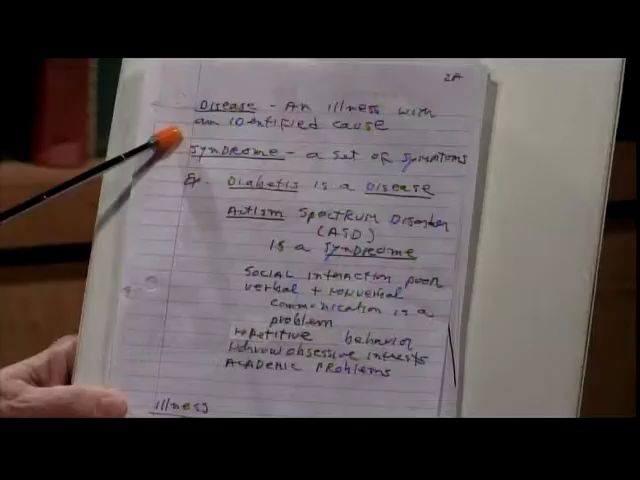 2A
Disease - An illness with
an identified cause
Syndrome - a set of symptoms
Ex. Diabetis is a Disease
Autism Spectrum Disorder
(ASD)
is a Syndrome
Social interaction poor
verbal + nonverbal
communication is a
problem
repetitive behavior
narrow obsessive intrests
Academic problems
illness